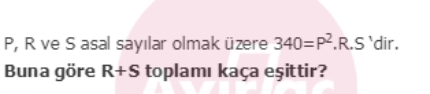 P, R ve S asal sayılar olmak üzere 340=P².R.S‘dir.
Buna göre R+S toplamı kaça eşittir?